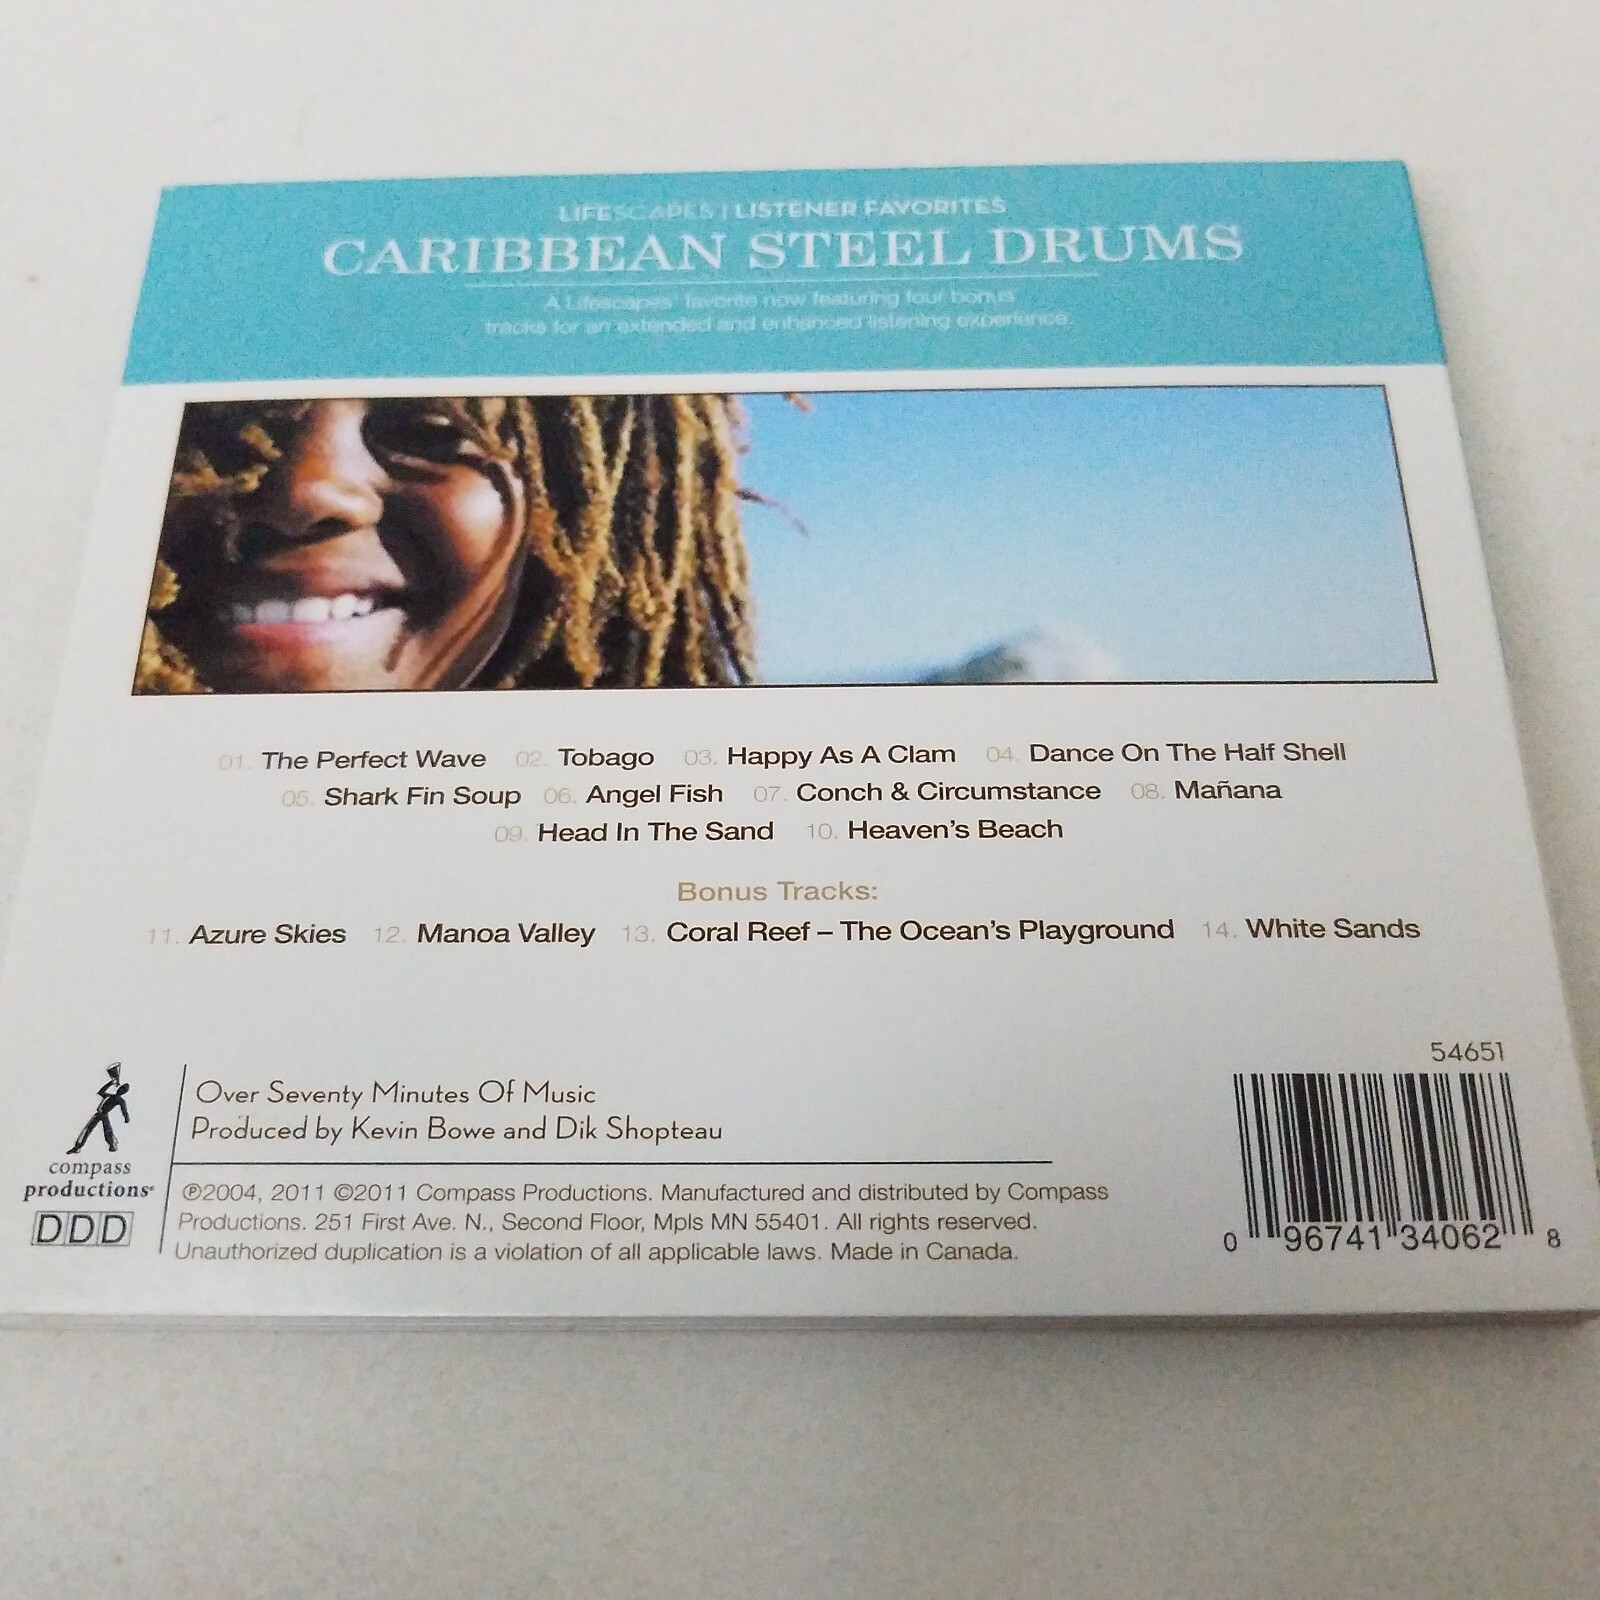 LIFESCAPES | LISTENER FAVORITES
CARIBBEAN STEEL DRUMS
A Lifescapes' favorite now featuring four bonus
tracks for an extended and enhanced listening experience.
01. The Perfect Wave 02. Tobago 03. Happy As A Clam 04. Dance On The Half Shell
05. Shark Fin Soup 06. Angel Fish 07. Conch & Circumstance 08. Mañana
09. Head In The Sand 10. Heaven's Beach
Bonus Tracks:
11. Azure Skies 12. Manoa Valley 13. Coral Reef – The Ocean's Playground 14. White Sands
Over Seventy Minutes Of Music
Produced by Kevin Bowe and Dik Shopteau
compass
productions
DDD
℗2004, 2011 ©2011 Compass Productions. Manufactured and distributed by Compass
Productions. 251 First Ave. N., Second Floor, Mpls MN 55401. All rights reserved.
Unauthorized duplication is a violation of all applicable laws. Made in Canada.
54651
0 96741 34062 8